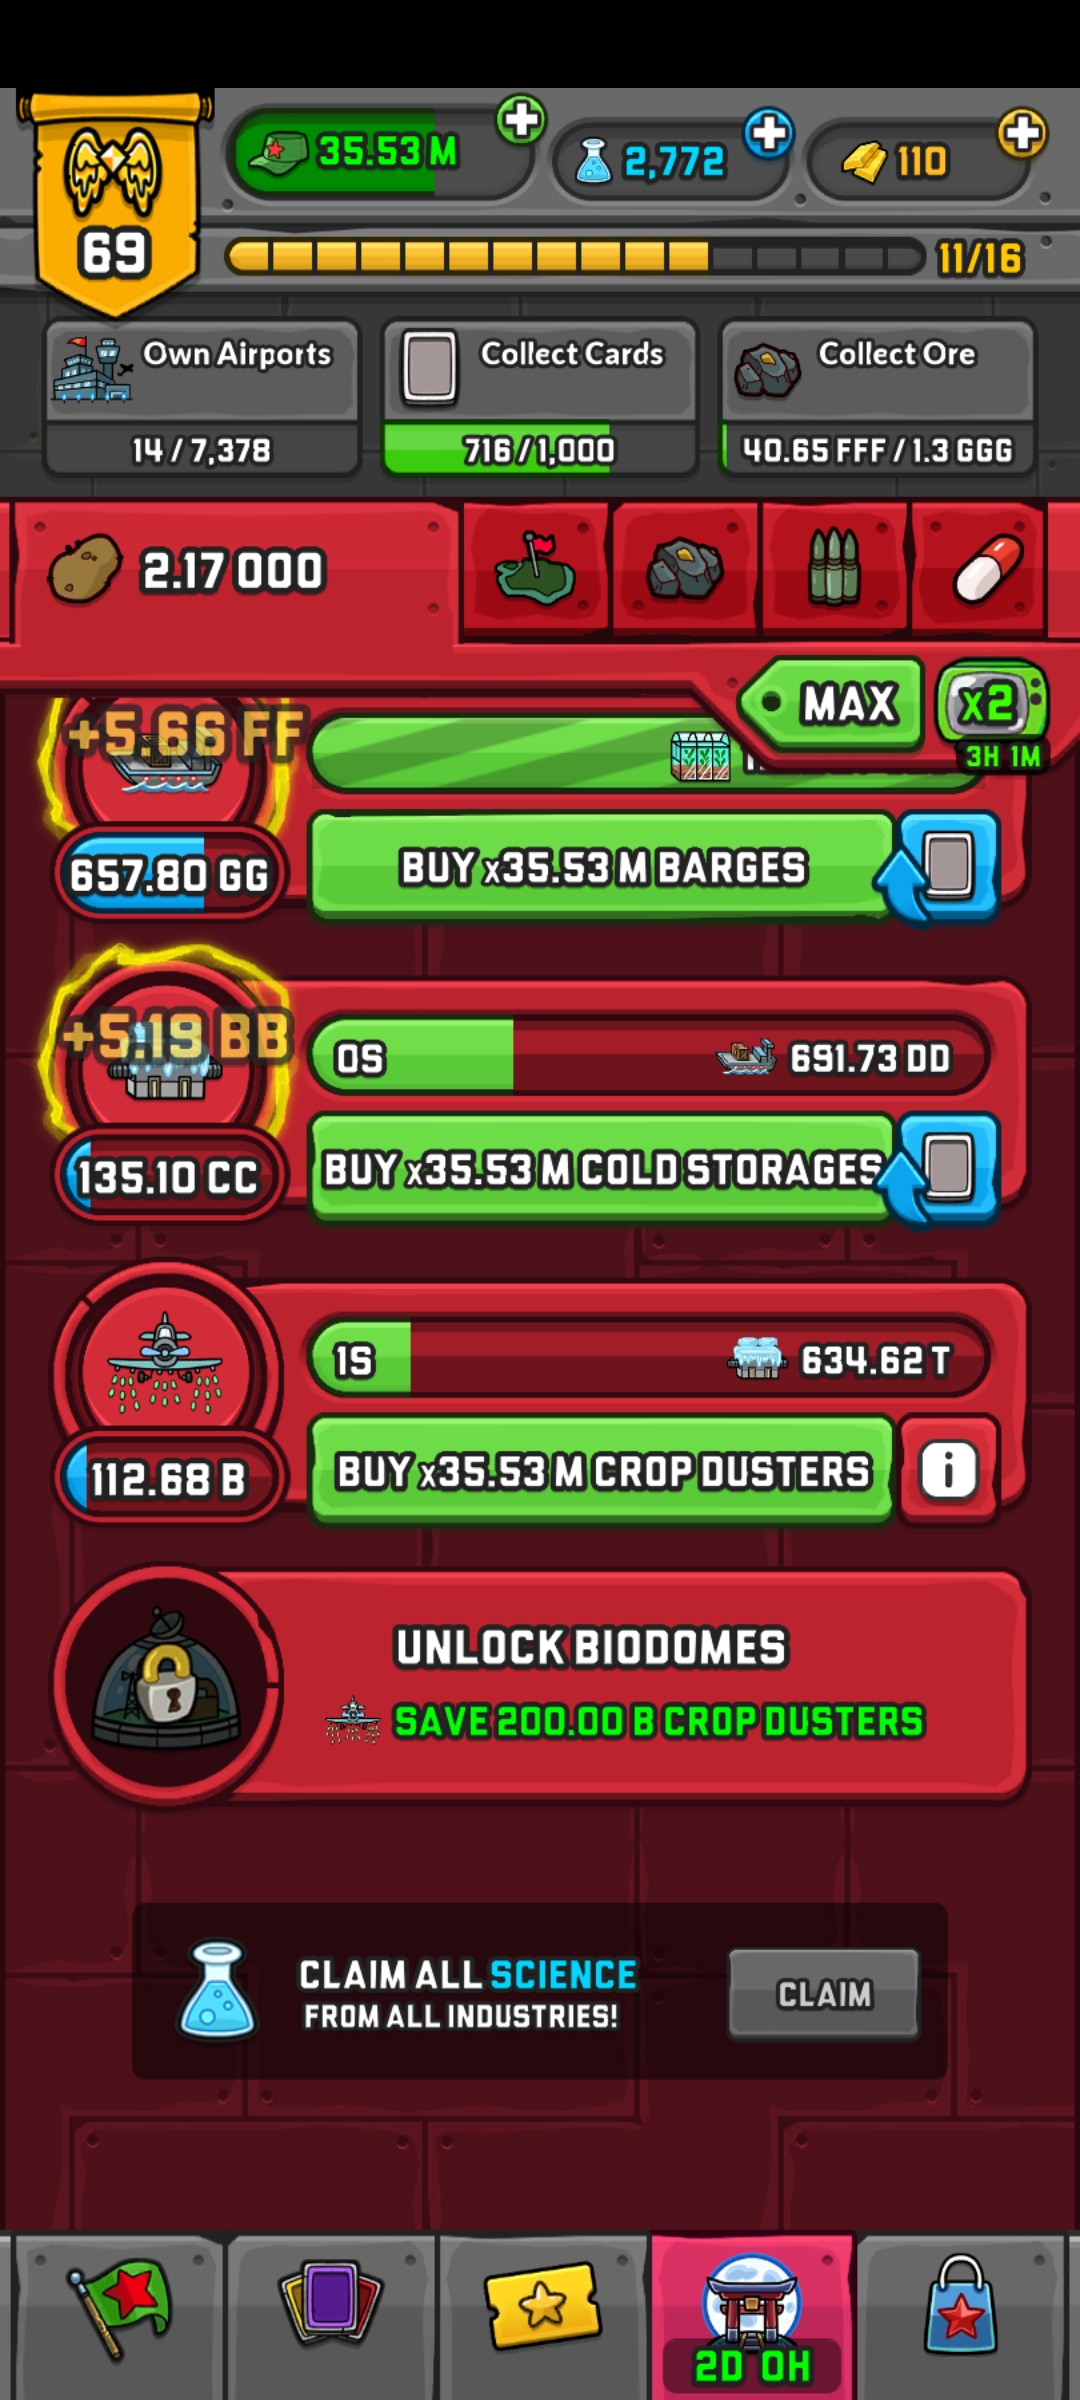 35.53 M
2,772
110
69
11/16
Own Airports
Collect Cards
Collect Ore
14 / 7,378
716 / 1,000
40.65 FFF / 1.3 GGG
2.17 OOO
MAX
x2
3H 1M
+5.66 FF
657.80 GG
BUY x35.53 M BARGES
+5.19 BB
0S
691.73 DD
135.10 CC
BUY x35.53 M COLD STORAGES
1S
634.62 T
112.68 B
BUY x35.53 M CROP DUSTERS
i
UNLOCK BIODOMES
SAVE 200.00 B CROP DUSTERS
CLAIM ALL SCIENCE
FROM ALL INDUSTRIES!
CLAIM
2D 0H